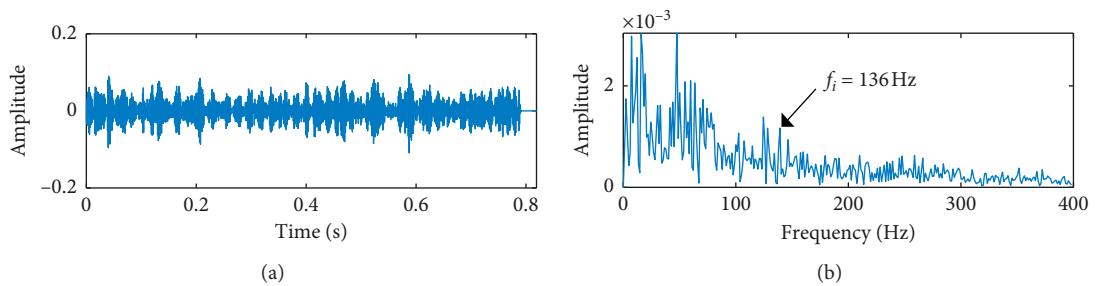 0.2
0
−0.2
Amplitude
0 0.2 0.4 0.6 0.8
Time (s)
(a)
×10−3
2
0
Amplitude
fi = 136 Hz
0 100 200 300 400
Frequency (Hz)
(b)